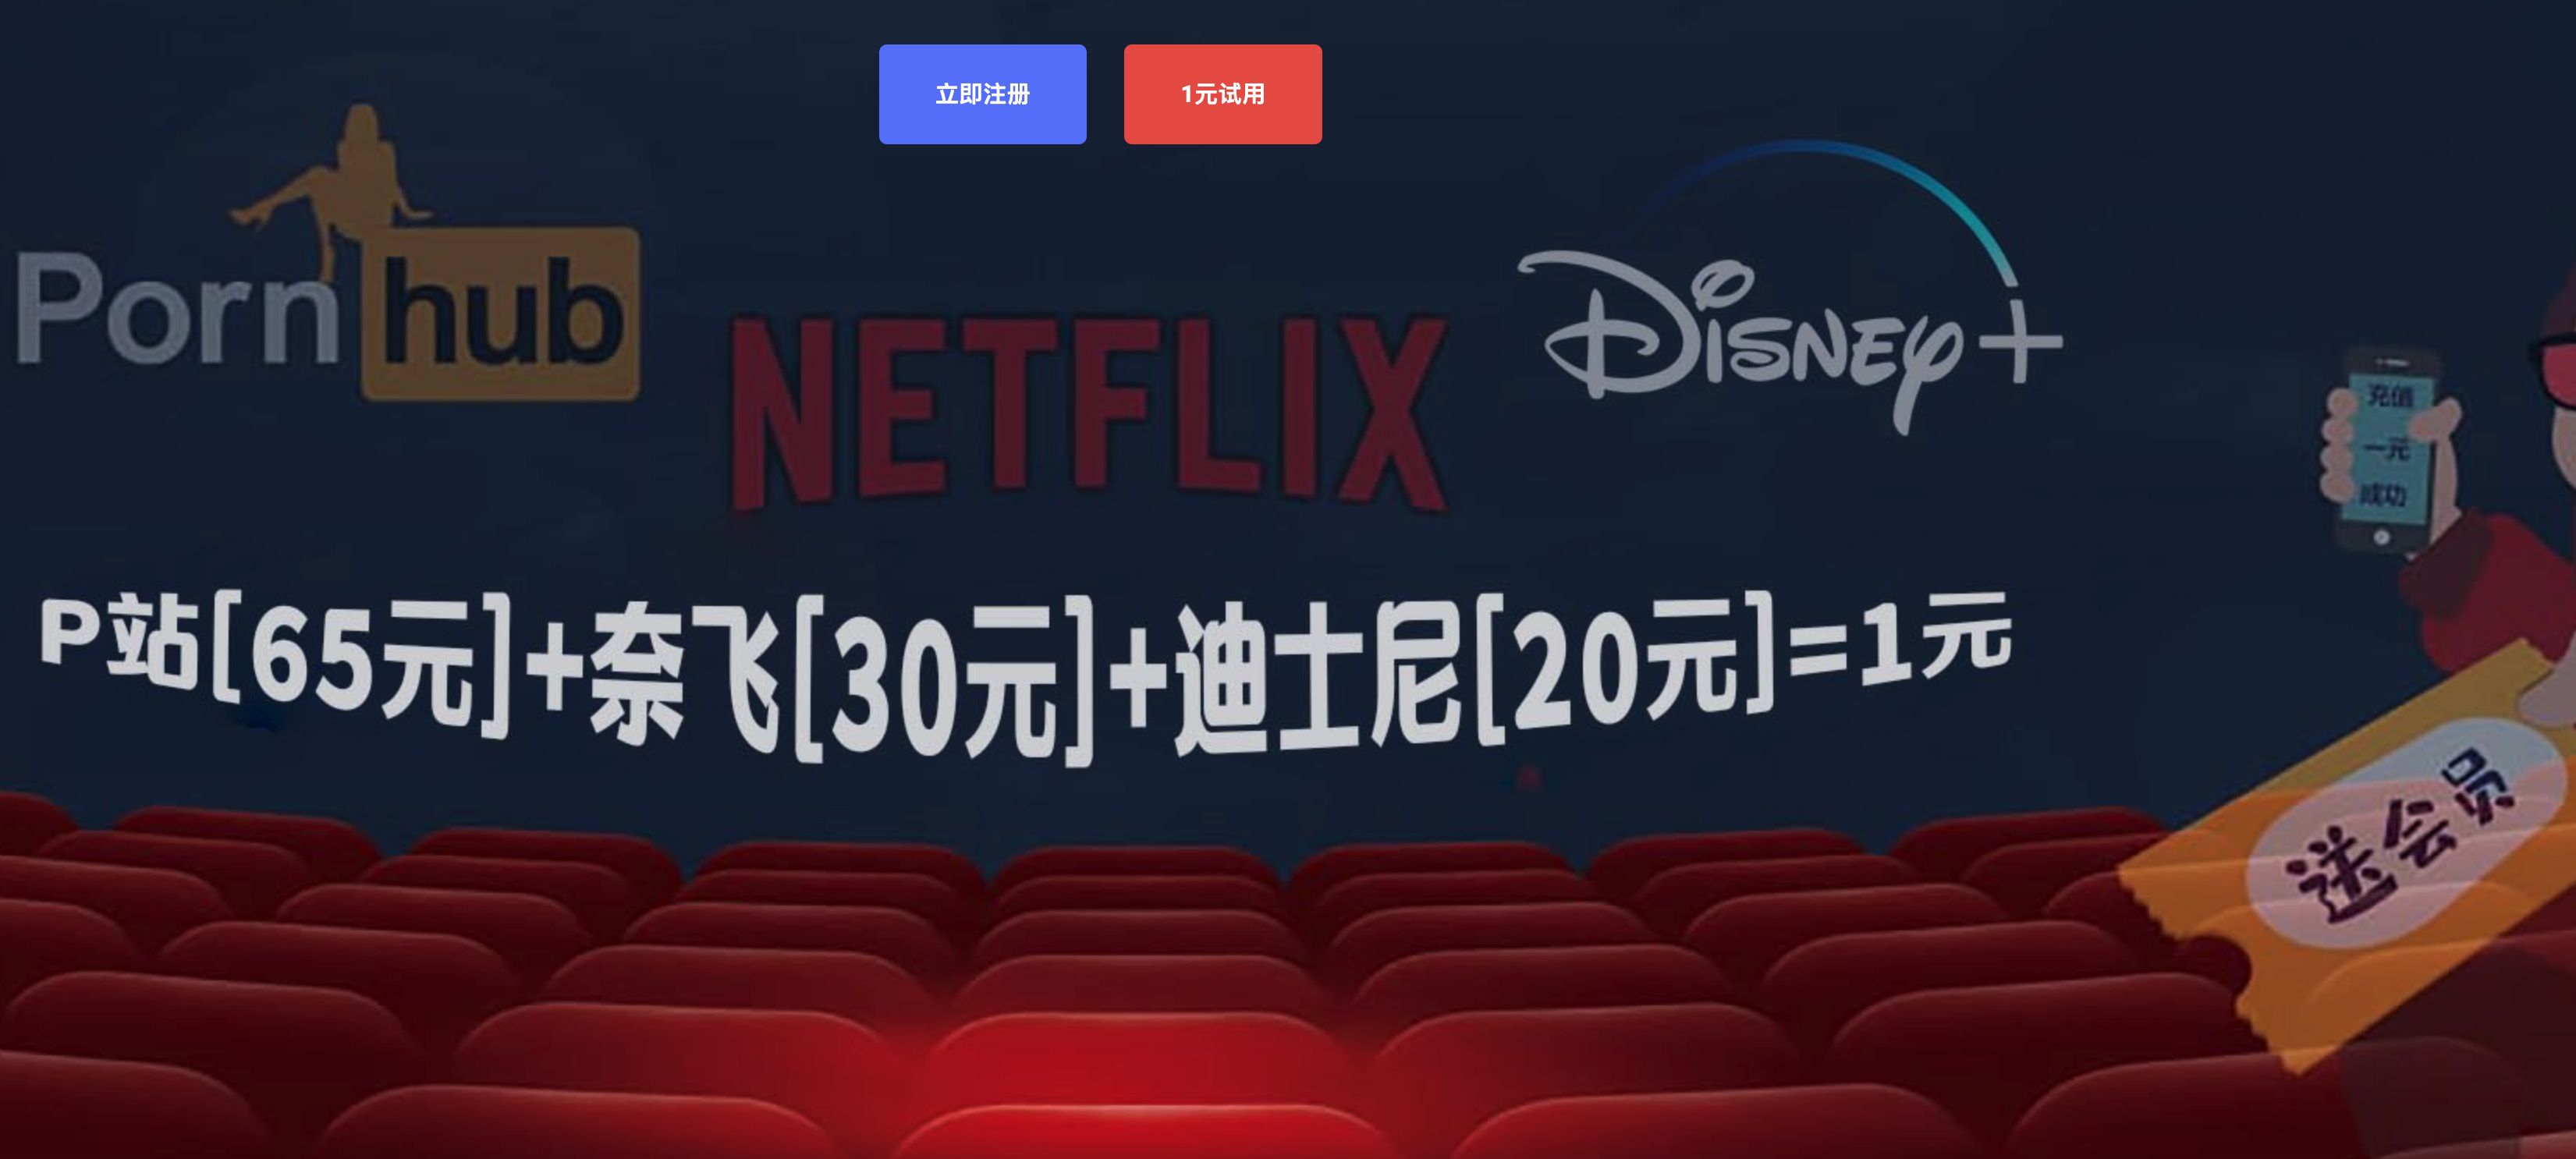 立即注册
1元试用
Pornhub
NETFLIX
Disney+
充值
一元
成功
P站[65元]+奈飞[30元]+迪士尼[20元]=1元
送会员